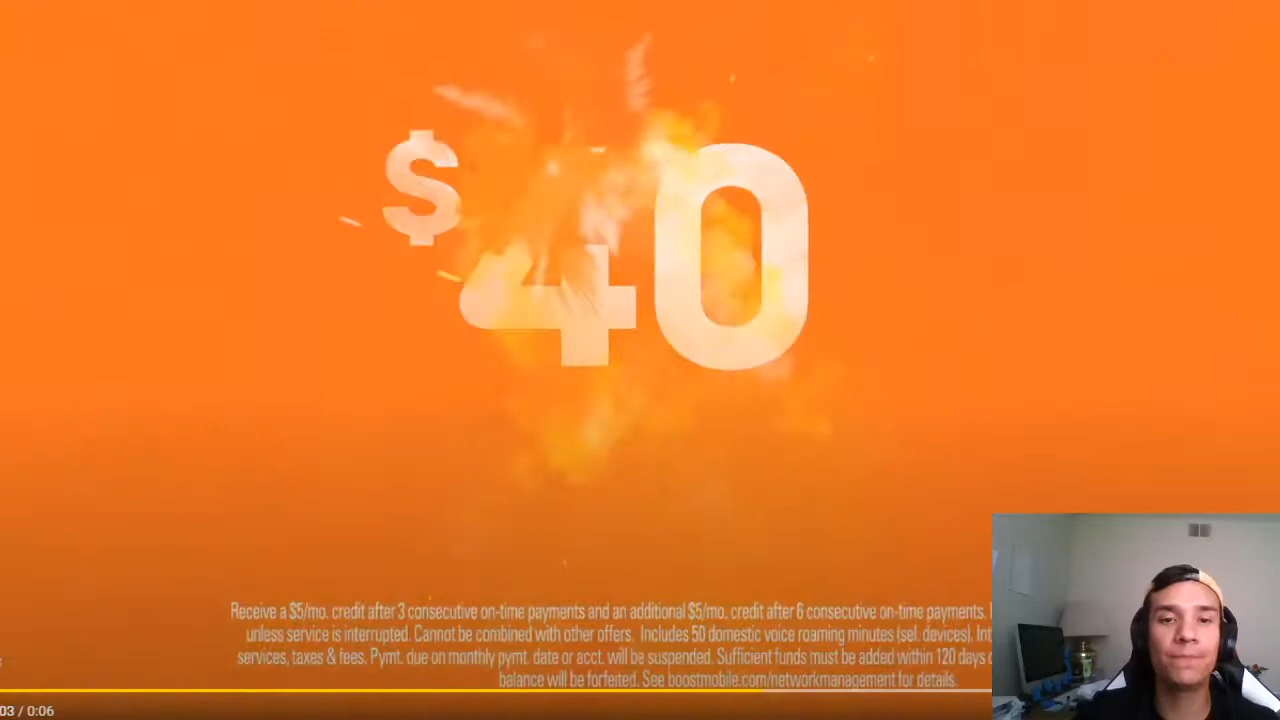 $40
Receive a $5/mo. credit after 3 consecutive on-time payments and an additional $5/mo. credit after 6 consecutive on-time payments.
unless service is interrupted. Cannot be combined with other offers. Includes 50 domestic voice roaming minutes (sel. devices). Int
services, taxes & fees. Pymt. due on monthly pymt. date or acct. will be suspended. Sufficient funds must be added within 120 days o
balance will be forfeited. See boostmobile.com/networkmanagement for details.
03 / 0:06